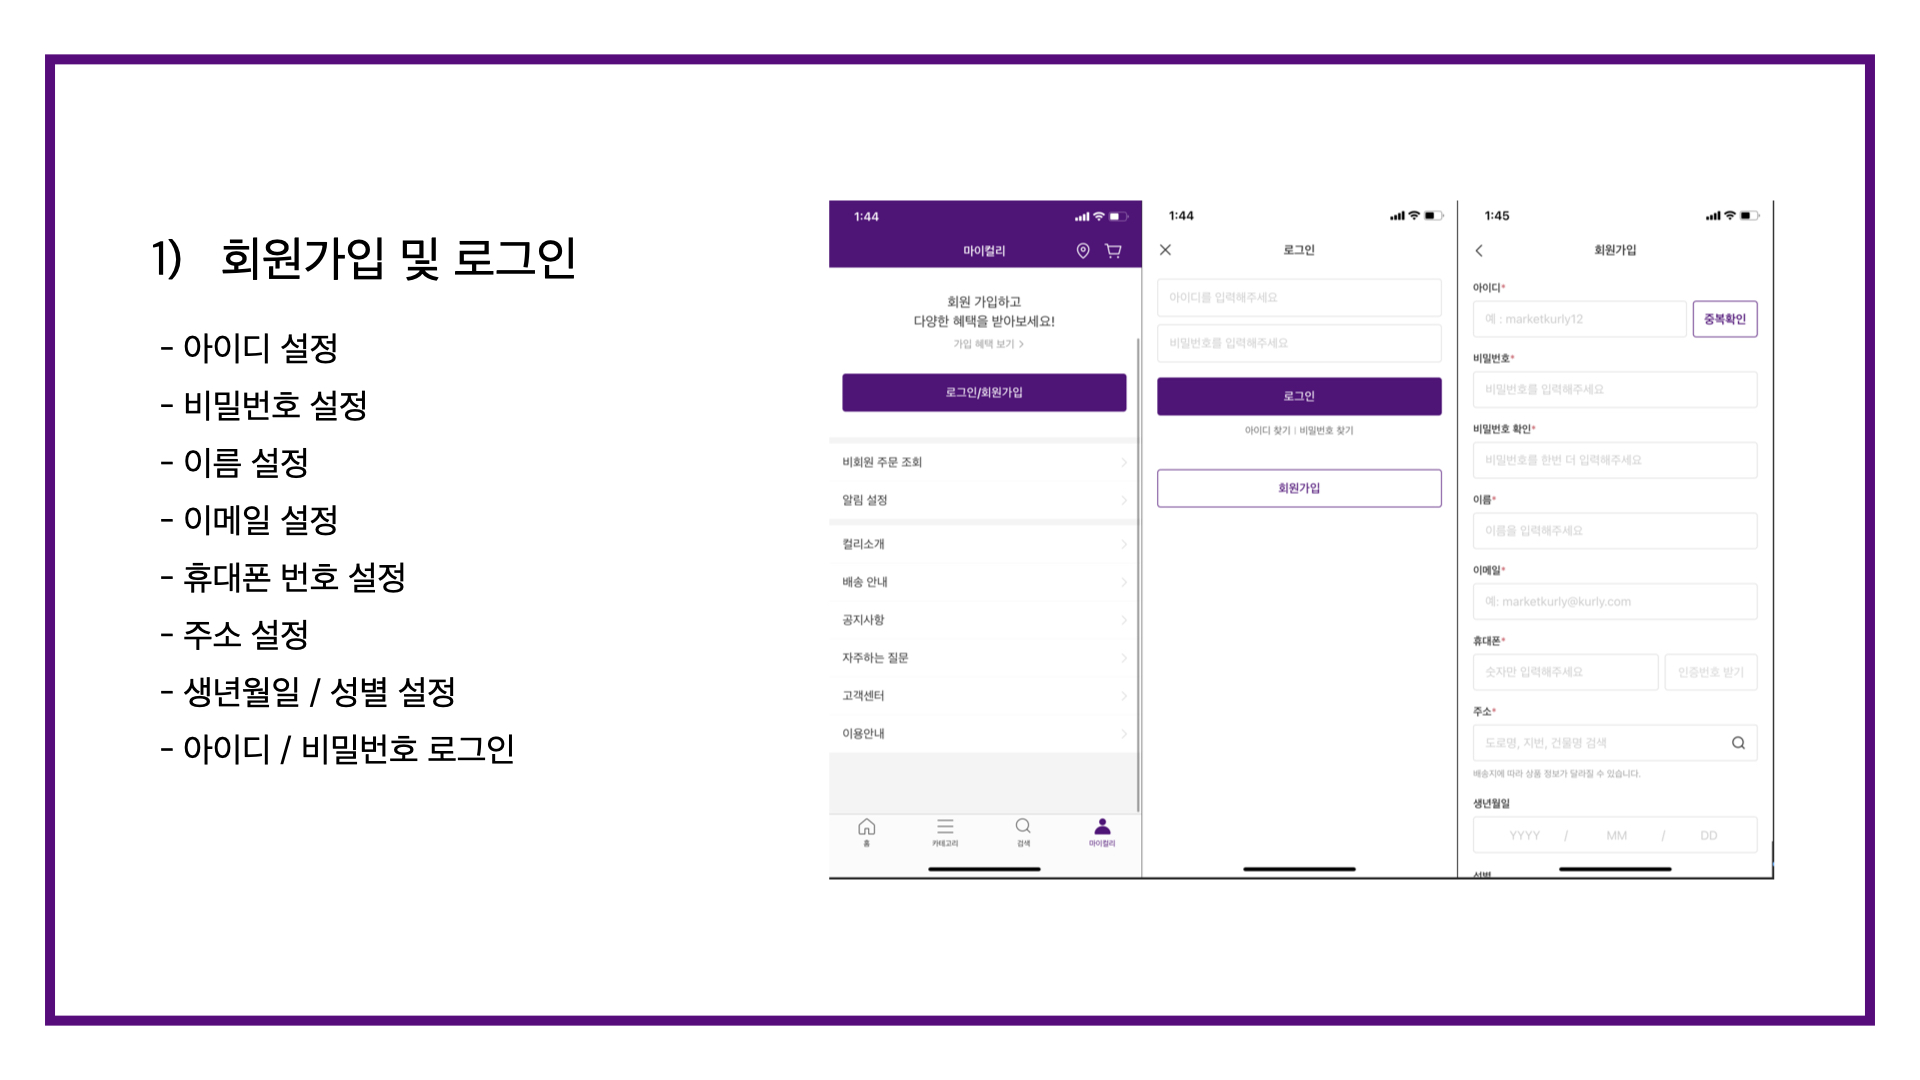 1) 회원가입 및 로그인
- 아이디 설정
- 비밀번호 설정
- 이름 설정
- 이메일 설정
- 휴대폰 번호 설정
- 주소 설정
- 생년월일 / 성별 설정
- 아이디 / 비밀번호 로그인
1:44
마이컬리
회원 가입하고
다양한 혜택을 받아보세요!
가입 혜택 보기 >
로그인/회원가입
비회원 주문 조회
알림 설정
컬리소개
배송 안내
공지사항
자주하는 질문
고객센터
이용안내
홈
카테고리
검색
마이컬리
1:44
로그인
아이디를 입력해주세요
비밀번호를 입력해주세요
로그인
아이디 찾기 | 비밀번호 찾기
회원가입
1:45
회원가입
아이디*
예 : marketkurly12
중복확인
비밀번호*
비밀번호를 입력해주세요
비밀번호 확인*
비밀번호를 한번 더 입력해주세요
이름*
이름을 입력해주세요
이메일*
예: marketkurly@kurly.com
휴대폰*
숫자만 입력해주세요
인증번호 받기
주소*
도로명, 지번, 건물명 검색
배송지에 따라 상품 정보가 달라질 수 있습니다.
생년월일
YYYY / MM / DD
성별